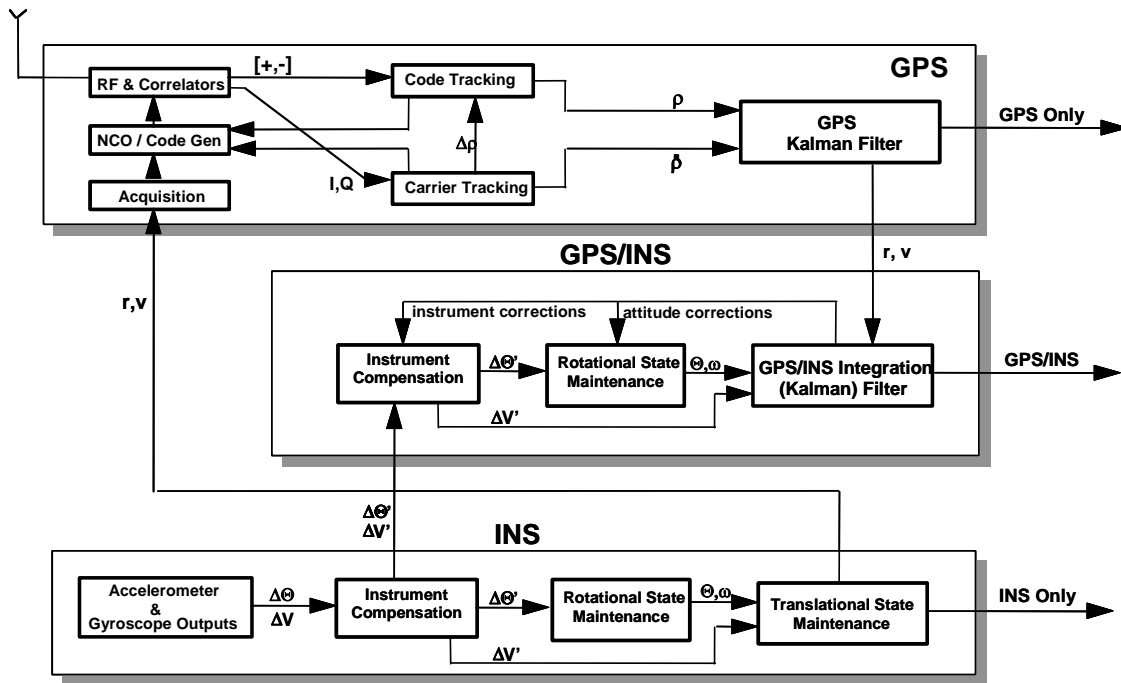 GPS
[+,-]
RF & Correlators
Code Tracking
ρ
GPS
Kalman Filter
GPS Only
NCO / Code Gen
Δρ
ρ̇
I,Q
Carrier Tracking
Acquisition
r,v
r, v
GPS/INS
instrument corrections
attitude corrections
Instrument
Compensation
ΔΘ'
Rotational State
Maintenance
Θ,ω
GPS/INS Integration
(Kalman) Filter
GPS/INS
ΔV'
ΔΘ'
ΔV'
INS
Accelerometer
&
Gyroscope Outputs
ΔΘ
ΔV
Instrument
Compensation
ΔΘ'
Rotational State
Maintenance
Θ,ω
Translational State
Maintenance
INS Only
ΔV'